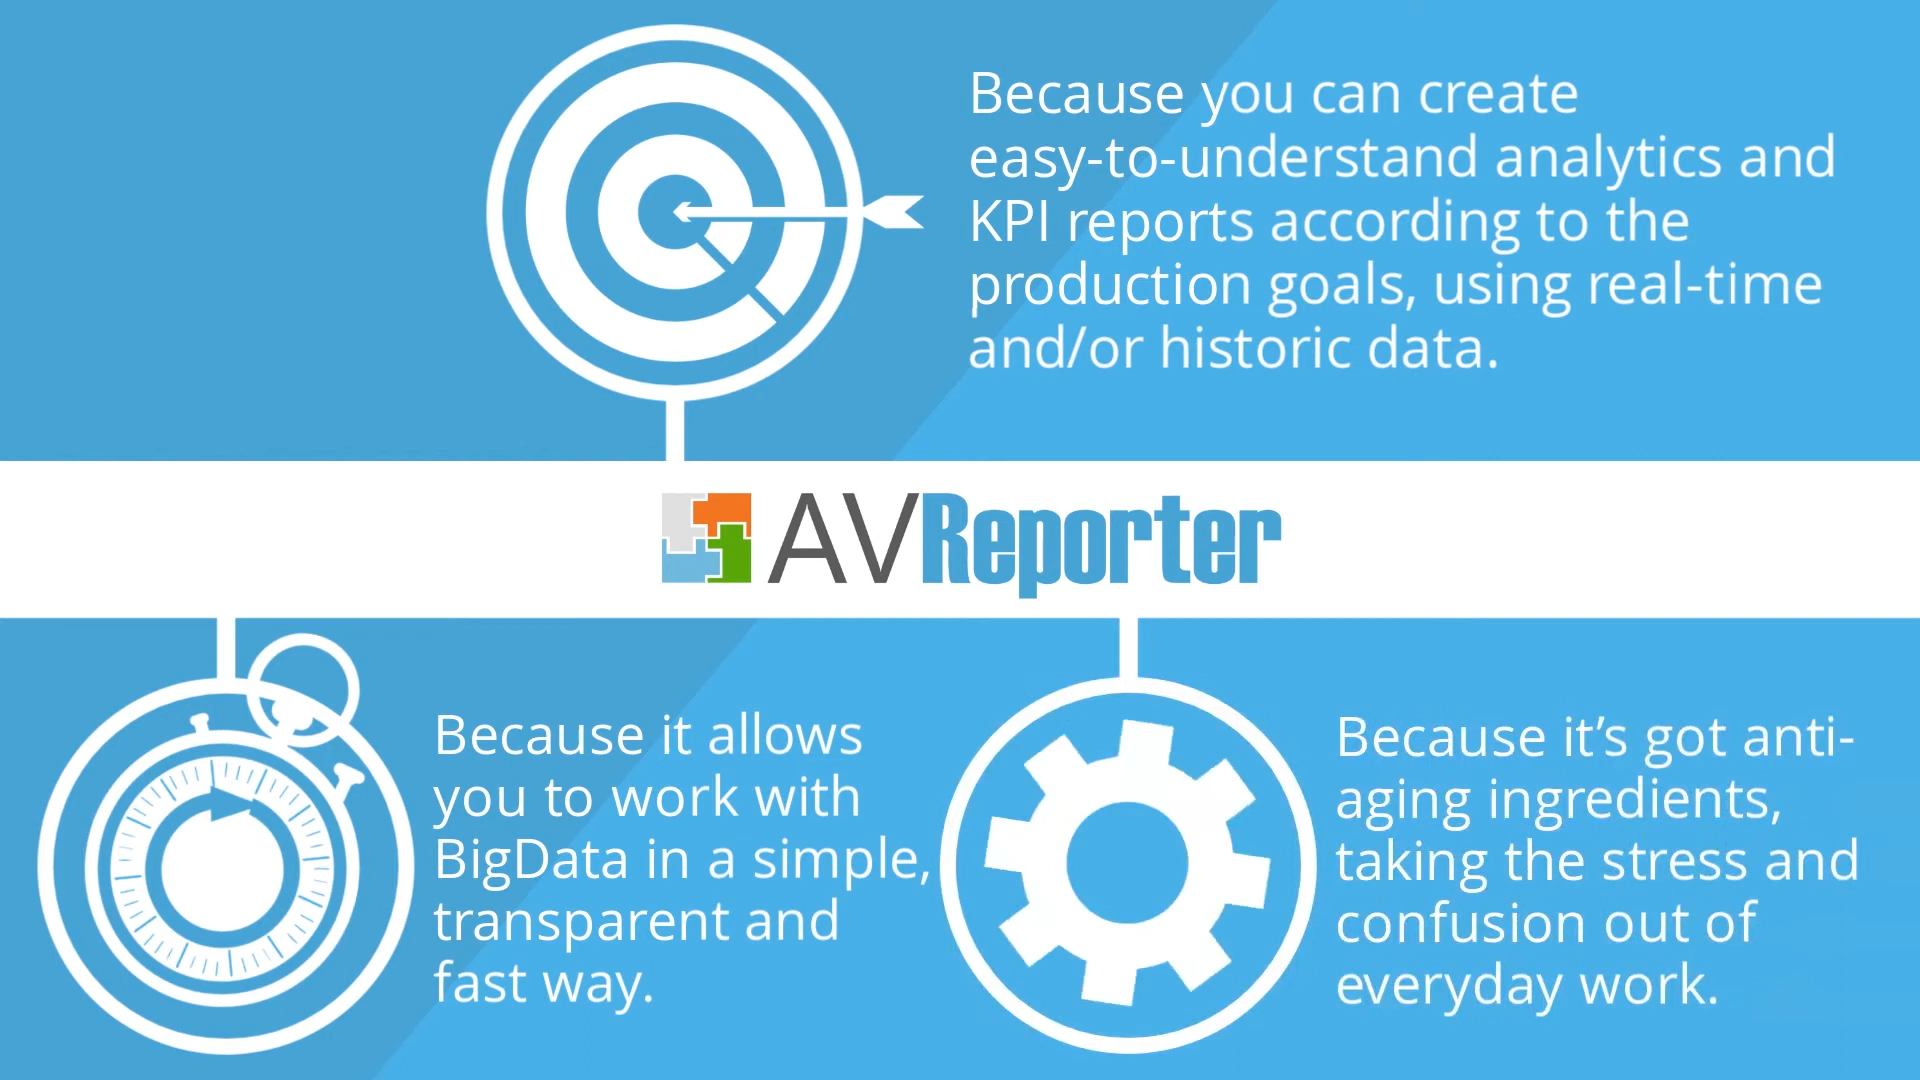 Because you can create
easy-to-understand analytics and
KPI reports according to the
production goals, using real-time
and/or historic data.
AVReporter
Because it allows
you to work with
BigData in a simple,
transparent and
fast way.
Because it’s got anti-
aging ingredients,
taking the stress and
confusion out of
everyday work.